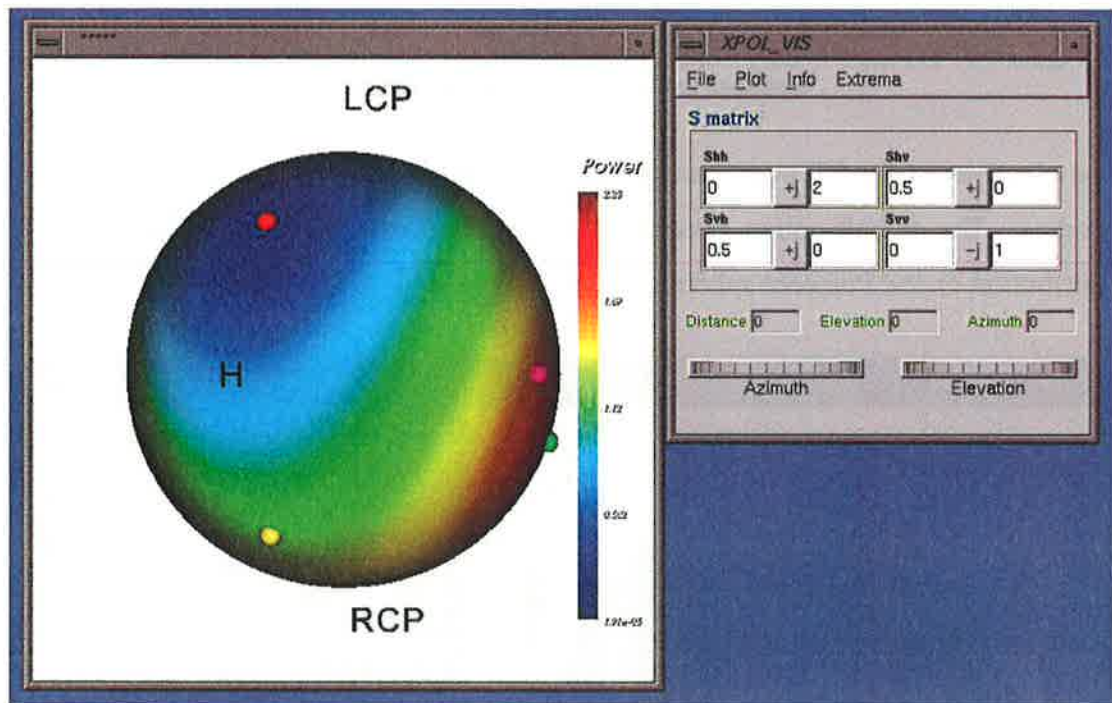 *****
LCP
H
RCP
Power
XPOL_VIS
File Plot Info Extrema
S matrix
Shh Shv
0 +j 2 0.5 +j 0
Svh Svv
0.5 +j 0 0 -j 1
Distance 0 Elevation 0 Azimuth 0
Azimuth Elevation